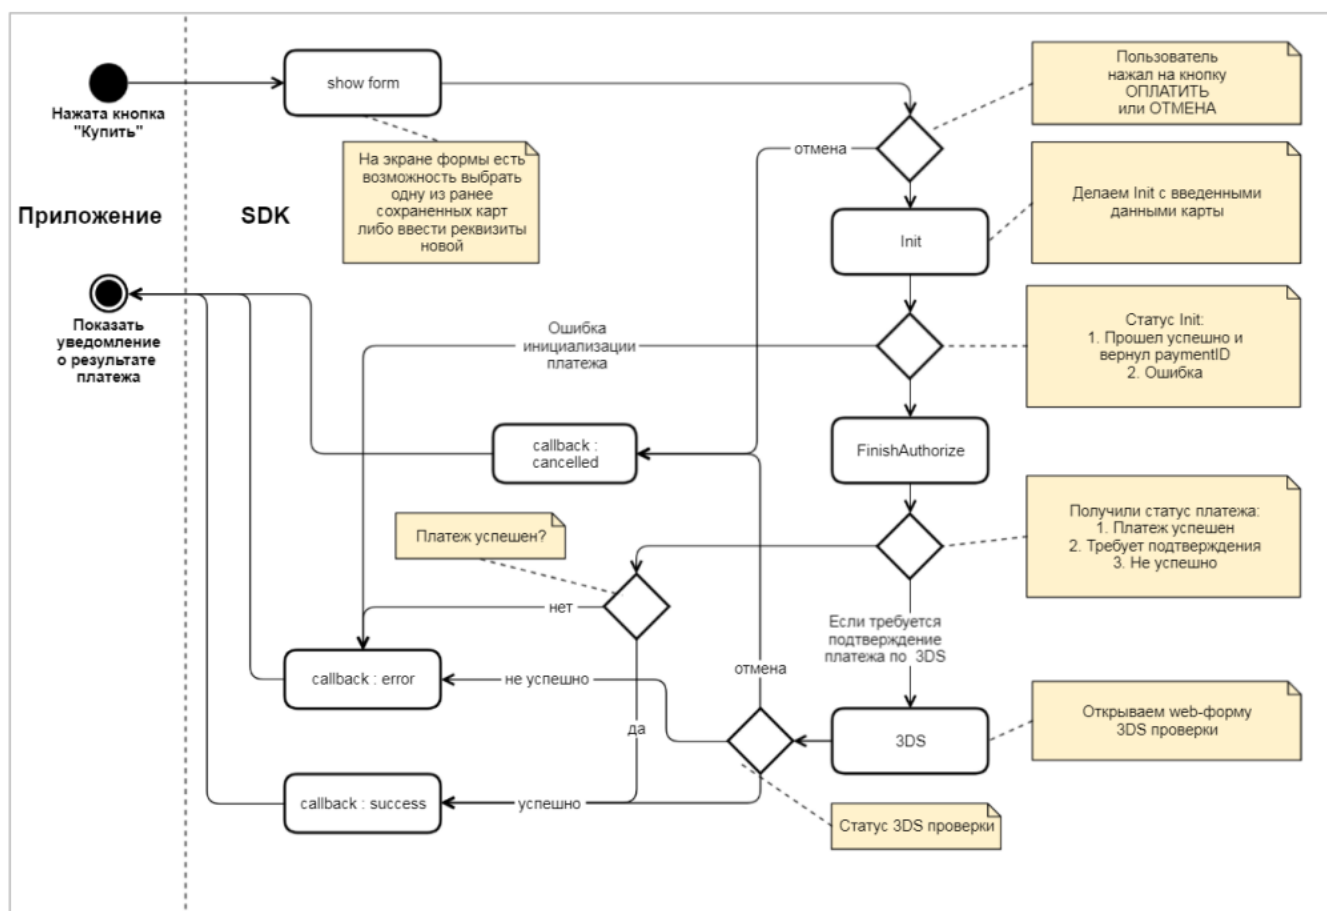 Нажата кнопка
"Купить"
show form
На экране формы есть
возможность выбрать
одну из ранее
сохраненных карт
либо ввести реквизиты
новой
Пользователь
нажал на кнопку
ОПЛАТИТЬ
или ОТМЕНА
отмена
Приложение
SDK
Делаем Init с введенными
данными карты
Init
Показать
уведомление
о результате
платежа
Ошибка
инициализации
платежа
Статус Init:
1. Прошел успешно и
вернул paymentID
2. Ошибка
callback :
cancelled
FinishAuthorize
Платеж успешен?
Получили статус платежа:
1. Платеж успешен
2. Требует подтверждения
3. Не успешно
нет
Если требуется
подтверждение
платежа по 3DS
callback : error
не успешно
отмена
да
3DS
Открываем web-форму
3DS проверки
callback : success
успешно
Статус 3DS проверки